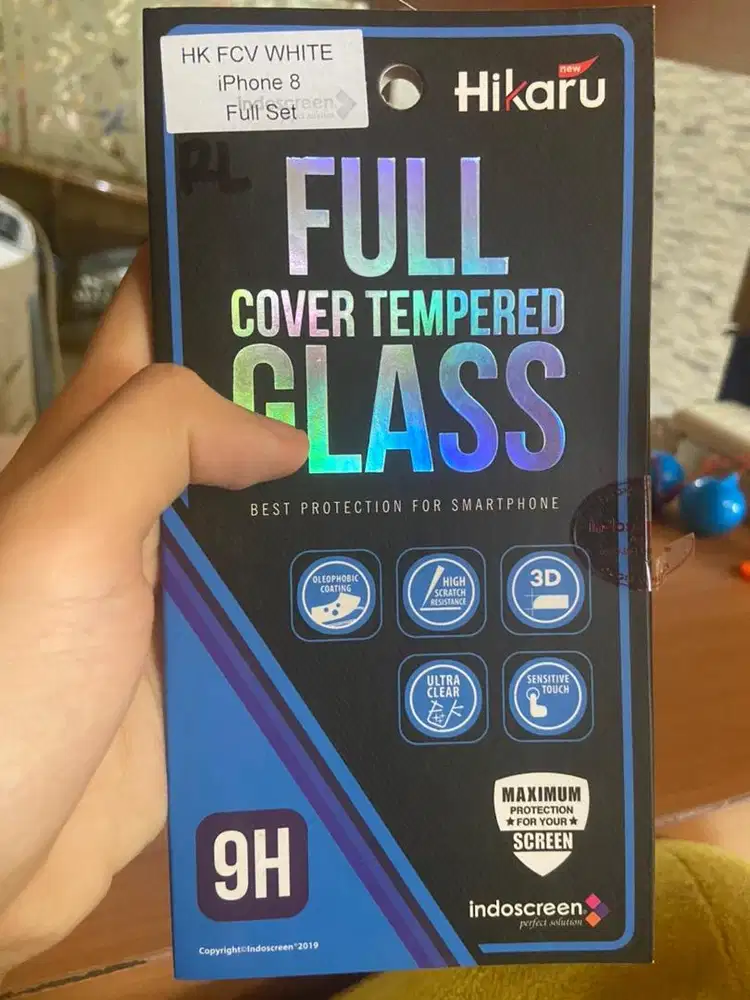 HK FCV WHITE
iPhone 8
Full Set
new
Hikaru
FULL
COVER TEMPERED
GLASS
BEST PROTECTION FOR SMARTPHONE
OLEOPHOBIC
COATING
HIGH
SCRATCH
RESISTANCE
3D
ULTRA
CLEAR
SENSITIVE
TOUCH
MAXIMUM
PROTECTION
★FOR YOUR★
SCREEN
9H
indoscreen
perfect solution
Copyright©Indoscreen®2019